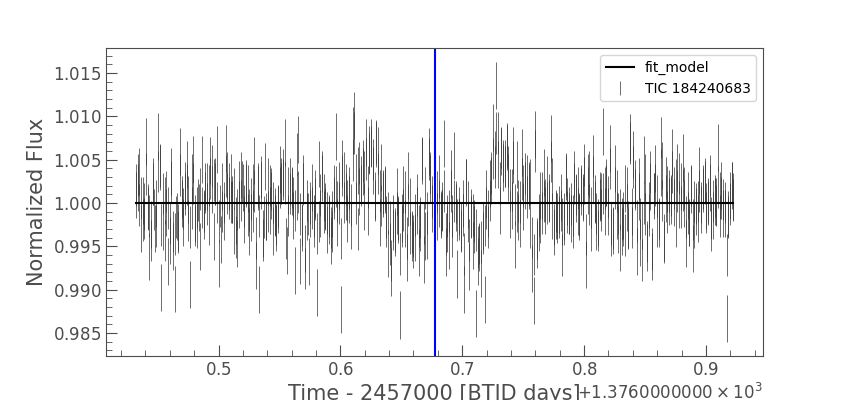 1.015
1.010
1.005
1.000
0.995
0.990
0.985
Normalized Flux
fit_model
TIC 184240683
0.5 0.6 0.7 0.8 0.9
Time - 2457000 [BTJD days]
+1.3760000000 × 10³